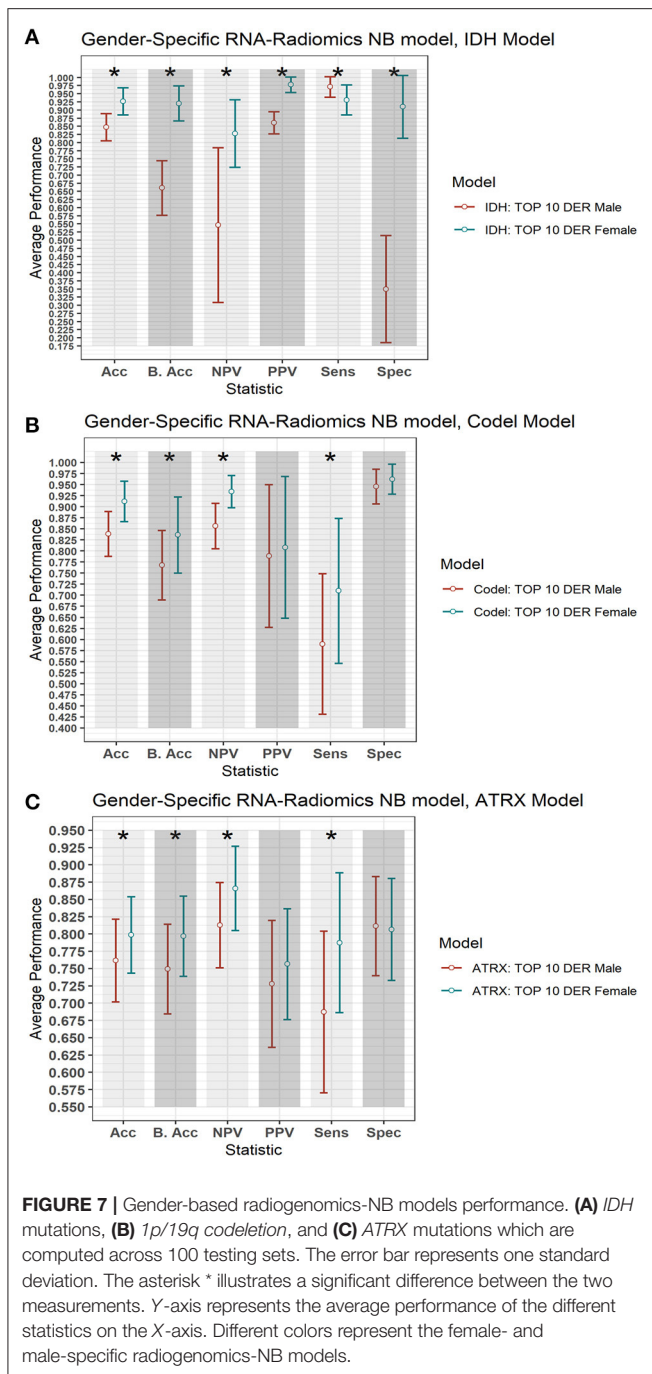 A
Gender-Specific RNA-Radiomics NB model, IDH Model
* * * * * *
1.000
0.975
0.950
0.925
0.900
0.875
0.850
0.825
0.800
0.775
0.750
0.725
0.700
0.675
0.650
0.625
0.600
0.575
0.550
0.525
0.500
0.475
0.450
0.425
0.400
0.375
0.350
0.325
0.300
0.275
0.250
0.225
0.200
0.175
Average Performance
Acc B. Acc NPV PPV Sens Spec
Statistic
Model
IDH: TOP 10 DER Male
IDH: TOP 10 DER Female
B
Gender-Specific RNA-Radiomics NB model, Codel Model
* * * *
1.000
0.975
0.950
0.925
0.900
0.875
0.850
0.825
0.800
0.775
0.750
0.725
0.700
0.675
0.650
0.625
0.600
0.575
0.550
0.525
0.500
0.475
0.450
0.425
0.400
Average Performance
Acc B. Acc NPV PPV Sens Spec
Statistic
Model
Codel: TOP 10 DER Male
Codel: TOP 10 DER Female
C
Gender-Specific RNA-Radiomics NB model, ATRX Model
* * * *
0.950
0.925
0.900
0.875
0.850
0.825
0.800
0.775
0.750
0.725
0.700
0.675
0.650
0.625
0.600
0.575
0.550
Average Performance
Acc B. Acc NPV PPV Sens Spec
Statistic
Model
ATRX: TOP 10 DER Male
ATRX: TOP 10 DER Female
FIGURE 7 | Gender-based radiogenomics-NB models performance. (A) IDH
mutations, (B) 1p/19q codeletion, and (C) ATRX mutations which are
computed across 100 testing sets. The error bar represents one standard
deviation. The asterisk * illustrates a significant difference between the two
measurements. Y-axis represents the average performance of the different
statistics on the X-axis. Different colors represent the female- and
male-specific radiogenomics-NB models.